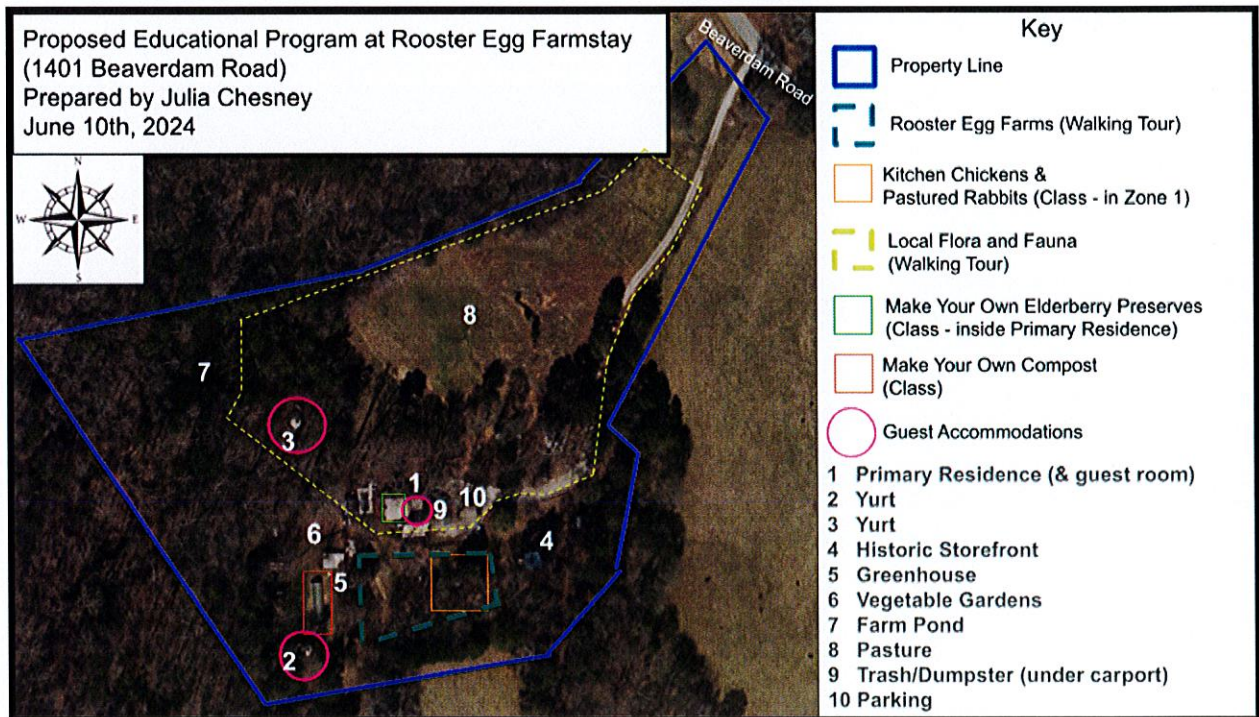 Proposed Educational Program at Rooster Egg Farmstay
(1401 Beaverdam Road)
Prepared by Julia Chesney
June 10th, 2024
N
W
E
S
Beaverdam Road
8
7
3
1
10
9
4
6
5
2
Key
Property Line
Rooster Egg Farms (Walking Tour)
Kitchen Chickens &
Pastured Rabbits (Class - in Zone 1)
Local Flora and Fauna
(Walking Tour)
Make Your Own Elderberry Preserves
(Class - inside Primary Residence)
Make Your Own Compost
(Class)
Guest Accommodations
1 Primary Residence (& guest room)
2 Yurt
3 Yurt
4 Historic Storefront
5 Greenhouse
6 Vegetable Gardens
7 Farm Pond
8 Pasture
9 Trash/Dumpster (under carport)
10 Parking